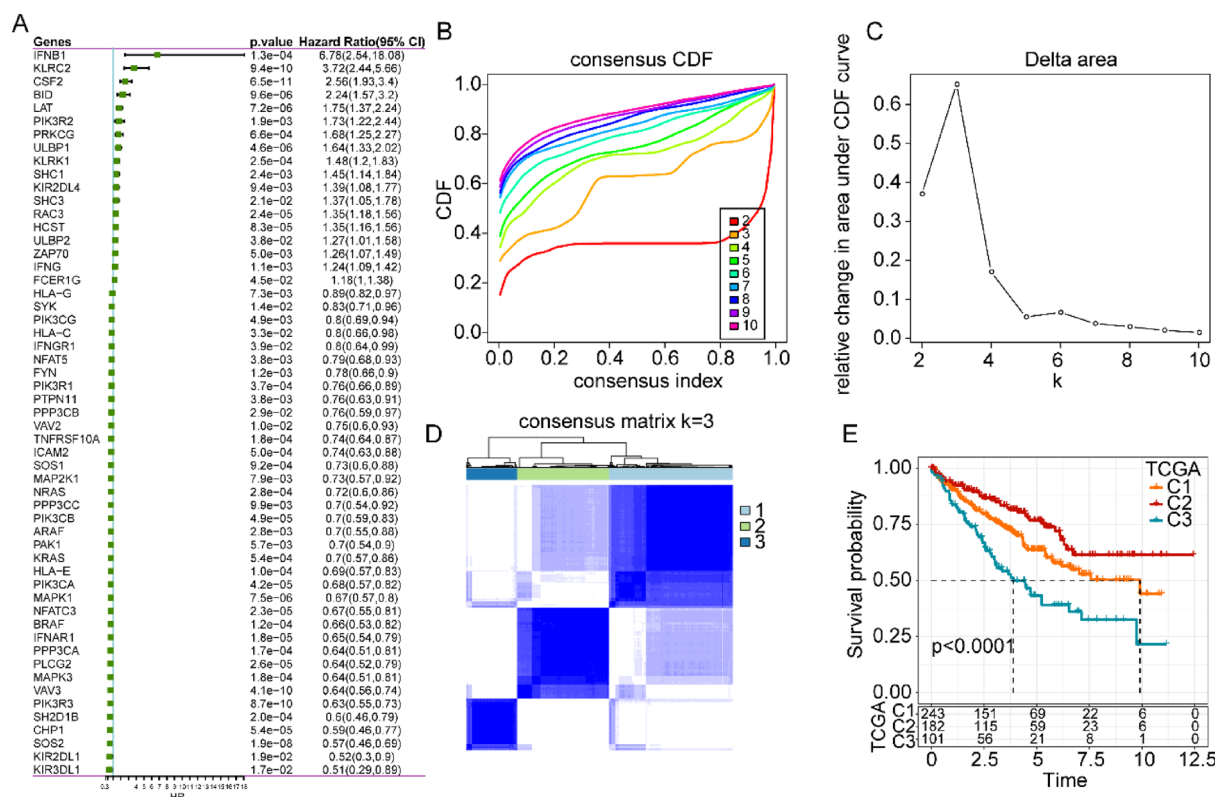 A
Genes p.value Hazard Ratio(95% CI)
IFNB1 1.3e−04 6.78(2.54,18.08)
KLRC2 9.4e−10 3.72(2.44,5.66)
CSF2 6.5e−11 2.56(1.93,3.4)
BID 9.6e−06 2.24(1.57,3.2)
LAT 7.2e−06 1.75(1.37,2.24)
PIK3R2 1.9e−03 1.73(1.22,2.44)
PRKCG 6.6e−04 1.68(1.25,2.27)
ULBP1 4.6e−06 1.64(1.33,2.02)
KLRK1 2.5e−04 1.48(1.2,1.83)
SHC1 2.4e−03 1.45(1.14,1.84)
KIR2DL4 9.4e−03 1.39(1.08,1.77)
SHC3 2.1e−02 1.37(1.05,1.78)
RAC3 2.4e−05 1.35(1.18,1.56)
HCST 8.3e−05 1.35(1.16,1.56)
ULBP2 3.8e−02 1.27(1.01,1.58)
ZAP70 5.0e−03 1.26(1.07,1.49)
IFNG 1.1e−03 1.24(1.09,1.42)
FCER1G 4.5e−02 1.18(1,1.38)
HLA−G 7.3e−03 0.89(0.82,0.97)
SYK 1.4e−02 0.83(0.71,0.96)
PIK3CG 4.9e−03 0.8(0.69,0.94)
HLA−C 3.3e−02 0.8(0.66,0.98)
IFNGR1 3.9e−02 0.8(0.64,0.99)
NFAT5 3.8e−03 0.79(0.68,0.93)
FYN 1.2e−03 0.78(0.66,0.9)
PIK3R1 3.7e−04 0.76(0.66,0.89)
PTPN11 3.8e−03 0.76(0.63,0.91)
PPP3CB 2.9e−02 0.76(0.59,0.97)
VAV2 1.0e−02 0.75(0.6,0.93)
TNFRSF10A 1.8e−04 0.74(0.64,0.87)
ICAM2 5.0e−04 0.74(0.63,0.88)
SOS1 9.2e−04 0.73(0.6,0.88)
MAP2K1 7.9e−03 0.73(0.57,0.92)
NRAS 2.8e−04 0.72(0.6,0.86)
PPP3CC 9.9e−03 0.7(0.54,0.92)
PIK3CB 4.9e−05 0.7(0.59,0.83)
ARAF 2.8e−03 0.7(0.55,0.88)
PAK1 5.7e−03 0.7(0.54,0.9)
KRAS 5.4e−04 0.7(0.57,0.86)
HLA−E 1.0e−04 0.69(0.57,0.83)
PIK3CA 4.2e−05 0.68(0.57,0.82)
MAPK1 7.5e−06 0.67(0.57,0.8)
NFATC3 2.3e−05 0.67(0.55,0.81)
BRAF 1.2e−04 0.66(0.53,0.82)
IFNAR1 1.8e−05 0.65(0.54,0.79)
PPP3CA 1.7e−04 0.64(0.51,0.81)
PLCG2 2.6e−05 0.64(0.52,0.79)
MAPK3 1.8e−04 0.64(0.51,0.81)
VAV3 4.1e−10 0.64(0.56,0.74)
PIK3R3 8.7e−10 0.63(0.55,0.73)
SH2D1B 2.0e−04 0.6(0.46,0.79)
CHP1 5.4e−05 0.59(0.46,0.77)
SOS2 1.9e−08 0.57(0.46,0.69)
KIR2DL1 1.9e−02 0.52(0.3,0.9)
KIR3DL1 1.7e−02 0.51(0.29,0.89)
0.3 4 5 6 7 8 9 10 11 12 13 14 15 16 17 18
B
consensus CDF
CDF
1.0
0.8
0.6
0.4
0.2
0.0
2
3
4
5
6
7
8
9
10
0.0 0.2 0.4 0.6 0.8 1.0
consensus index
C
Delta area
relative change in area under CDF curve
0.6
0.5
0.4
0.3
0.2
0.1
0.0
2 4 6 8 10
k
D
consensus matrix k=3
1
2
3
E
Survival probability
1.00
0.75
0.50
0.25
0.00
TCGA
C1
C2
C3
p<0.0001
TCGA
C1 243 151 69 22 6 0
C2 182 115 59 23 6 0
C3 101 56 21 8 1 0
0 2.5 5.0 7.5 10 12.5
Time